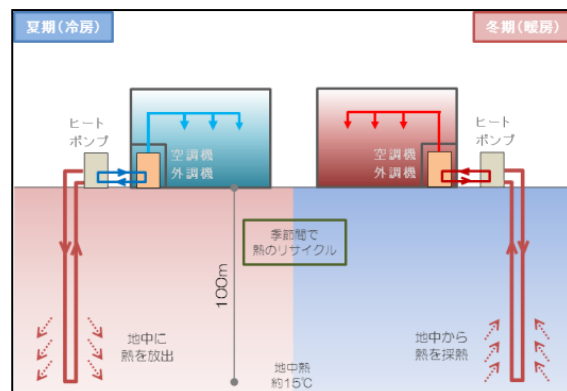 夏期(冷房)
冬期(暖房)
ヒート
ポンプ
空調機
外調機
空調機
外調機
ヒート
ポンプ
季節間で
熱のリサイクル
100m
地中に
熱を放出
地中から
熱を採熱
地中熱
約15℃